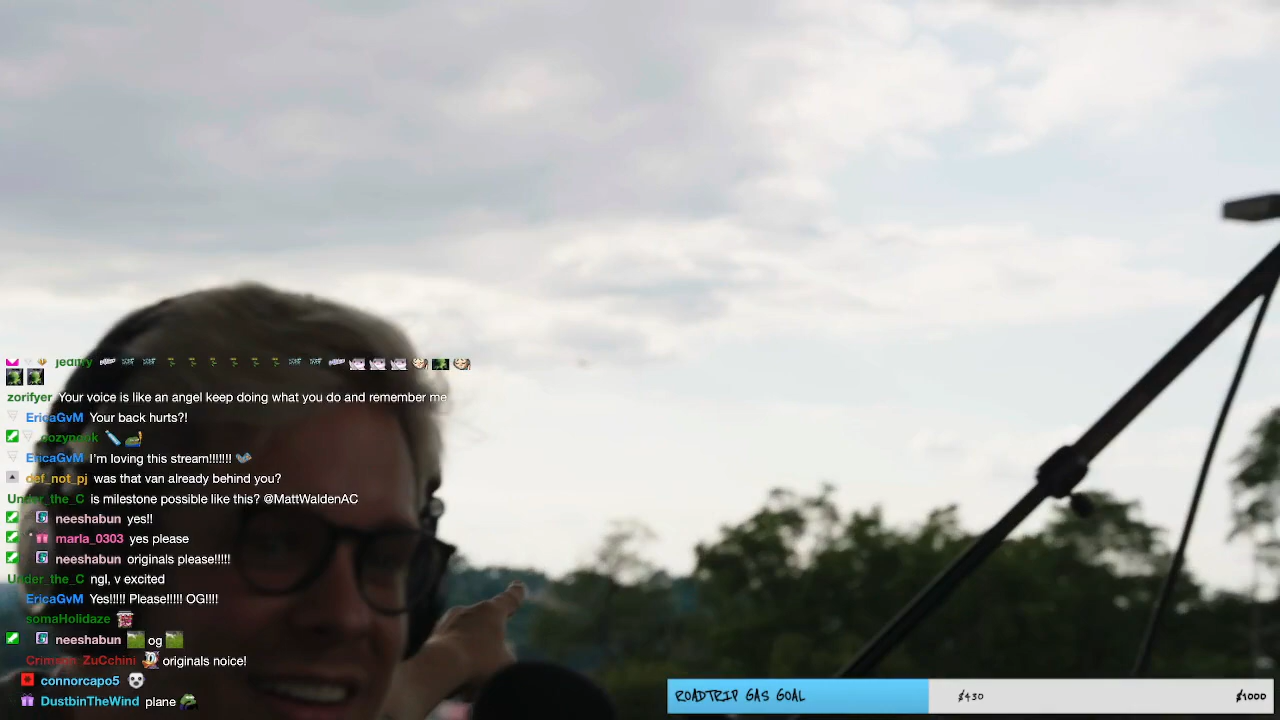 jedifry
zorifyer Your voice is like an angel keep doing what you do and remember me
EricaGvM Your back hurts?!
oozypook
EricaGvM I'm loving this stream!!!!!!!
def_not_pj was that van already behind you?
Under_the_C is milestone possible like this? @MattWaldenAC
neeshabun yes!!
marla_0303 yes please
neeshabun originals please!!!!!
Under_the_C ngl, v excited
EricaGvM Yes!!!!! Please!!!!! OG!!!!
somaHolidaze
neeshabun og
Crimson_ZuCchini originals noice!
connorcapo5
DustbinTheWind plane
ROADTRIP GAS GOAL $430 $1000